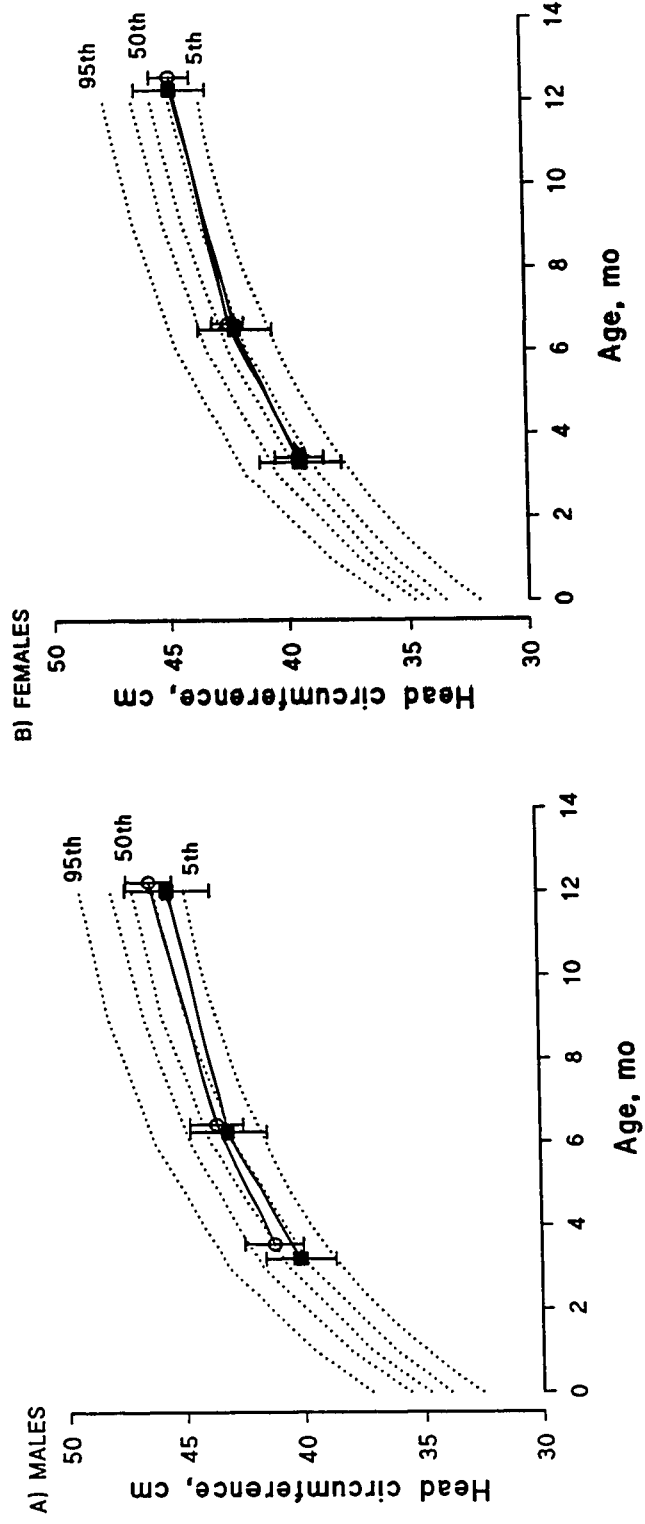 A) MALES
50
45
40
35
30
Head circumference, cm
95th
50th
5th
0
2
4
6
8
10
12
14
Age, mo
B) FEMALES
50
45
40
35
30
Head circumference, cm
95th
50th
5th
0
2
4
6
8
10
12
14
Age, mo